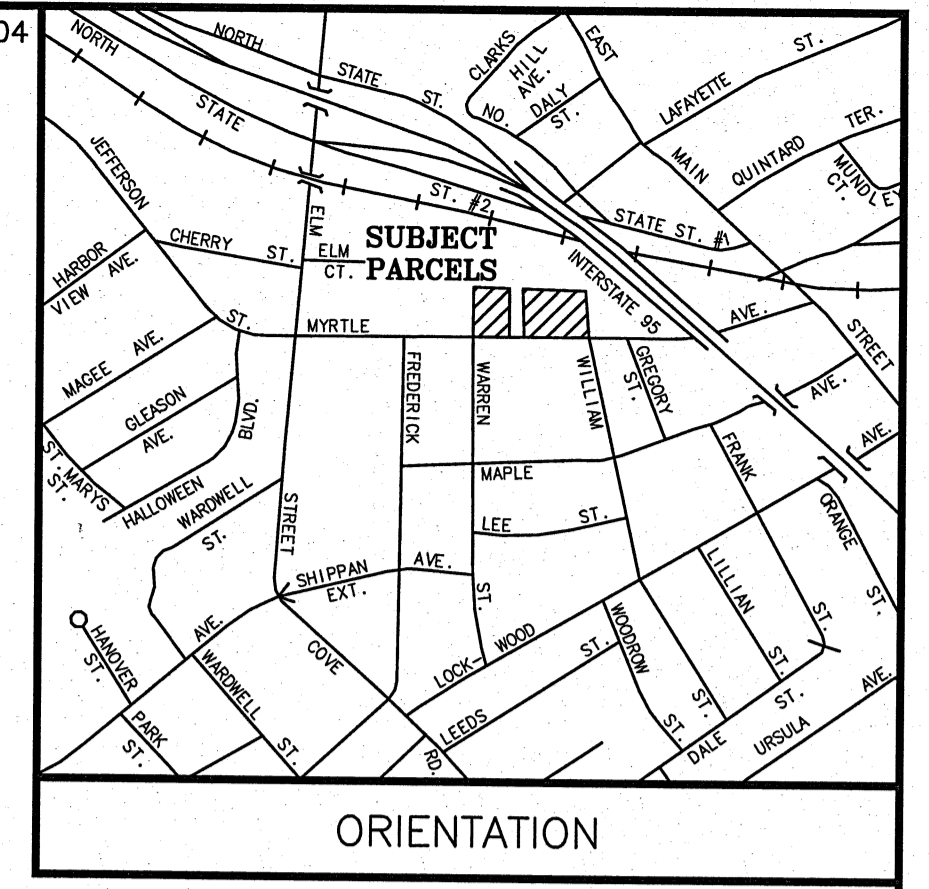 04
NORTH
STATE
ST.
NORTH
STATE
ST. #2
CLARKS
HILL
AVE.
NO.
DALY
ST.
EAST
MAIN
STREET
LAFAYETTE
ST.
QUINTARD
TER.
MUNDLEY
CT.
STATE ST. #1
JEFFERSON
ST.
CHERRY
ST.
ELM
ELM
CT.
SUBJECT
PARCELS
INTERSTATE 95
HARBOR
VIEW AVE.
MYRTLE
AVE.
MAGEE AVE.
GLEASON
AVE.
BLVD.
FREDERICK
WARREN
WILLIAM
GREGORY
ST.
AVE.
AVE.
ST. MARYS
ST.
HALLOWEEN
WARDWELL
ST.
STREET
MAPLE
FRANK
LEE
ST.
ORANGE
ST.
SHIPPAN
EXT.
AVE.
ST.
LILLIAN
ST.
ST.
HANOVER
ST.
AVE.
COVE
LOCK-
WOOD
WOODROW
ST.
ST.
WARDWELL
ST.
PARK
ST.
LEEDS
ST.
RD.
DALE
ST.
URSULA
AVE.
ORIENTATION